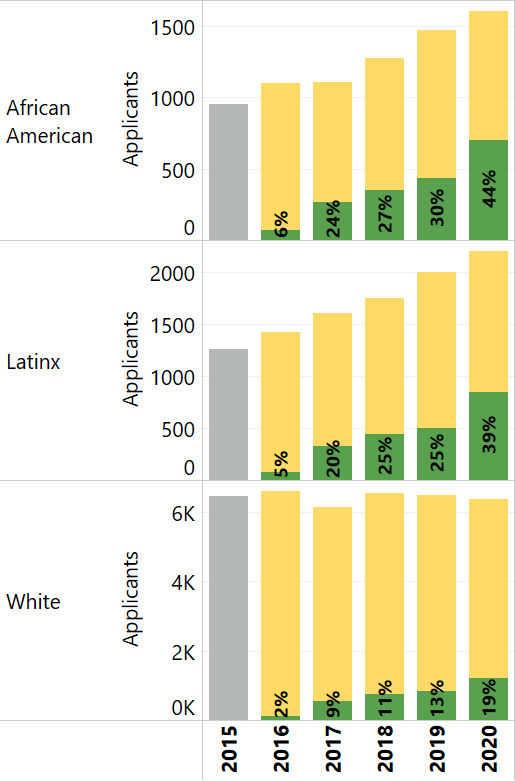 African
American
Applicants
1500
1000
500
0
6%
24%
27%
30%
44%
Latinx
Applicants
2000
1500
1000
500
0
5%
20%
25%
25%
39%
White
Applicants
6K
4K
2K
0K
2%
9%
11%
13%
19%
2015
2016
2017
2018
2019
2020